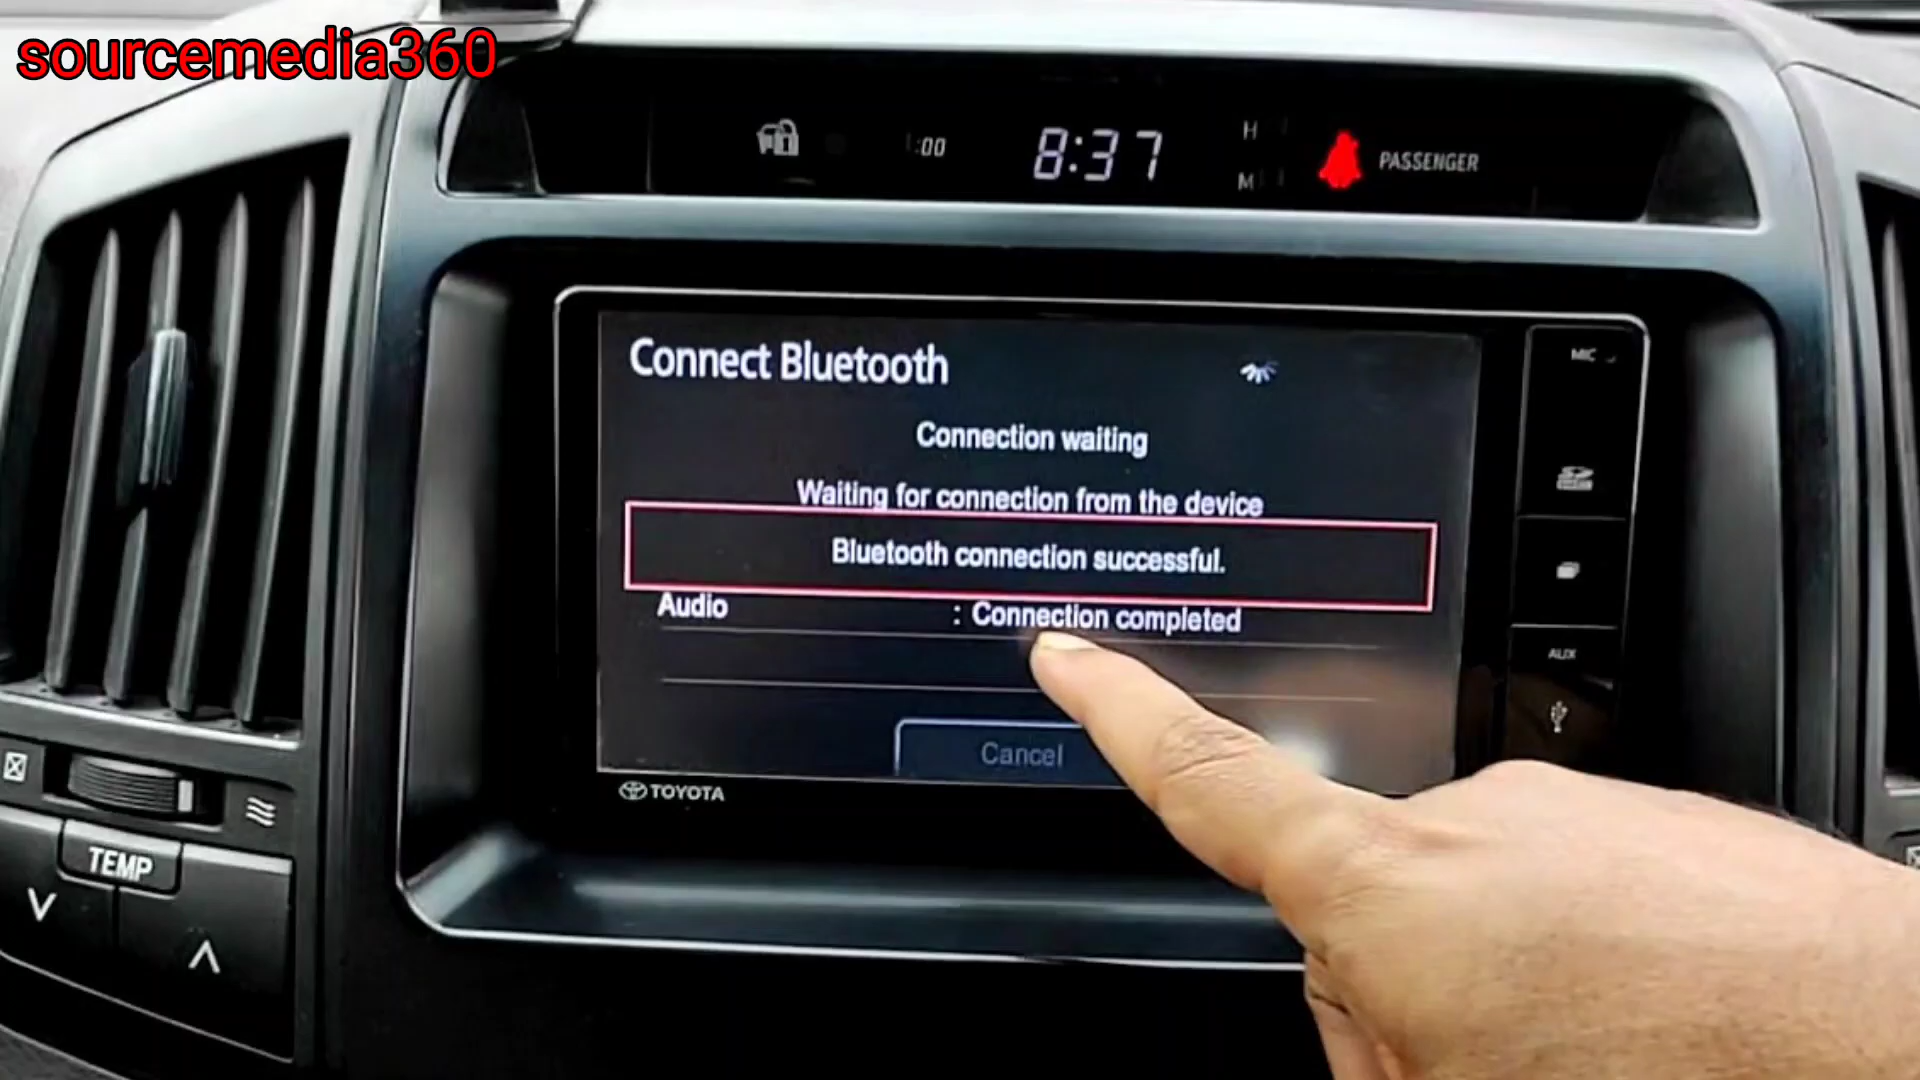 sourcemedia360
:00
8:37
H
M
PASSENGER
MIC
Connect Bluetooth
Connection waiting
Waiting for connection from the device
Bluetooth connection successful.
Audio : Connection completed
Cancel
AUX
TOYOTA
TEMP